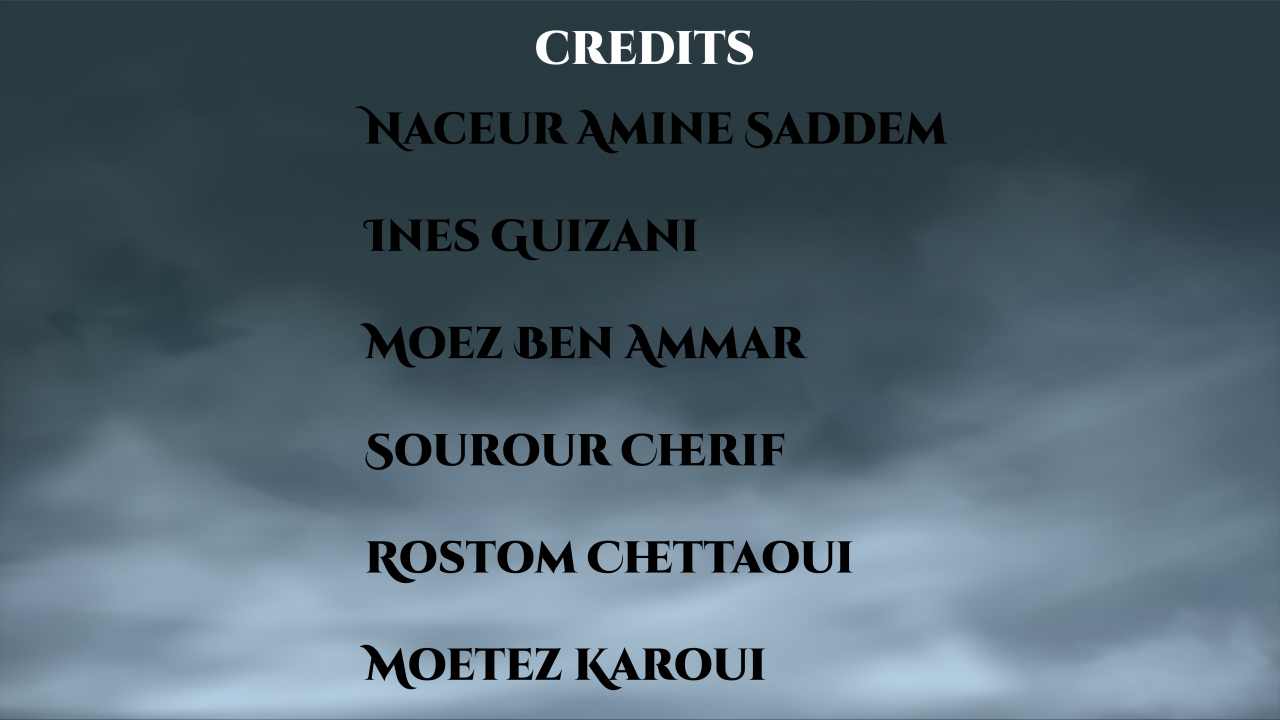 CREDITS
Naceur Amine Saddem
Ines Guizani
Moez Ben Ammar
Sourour Cherif
Rostom Chettaoui
Moetez Karoui